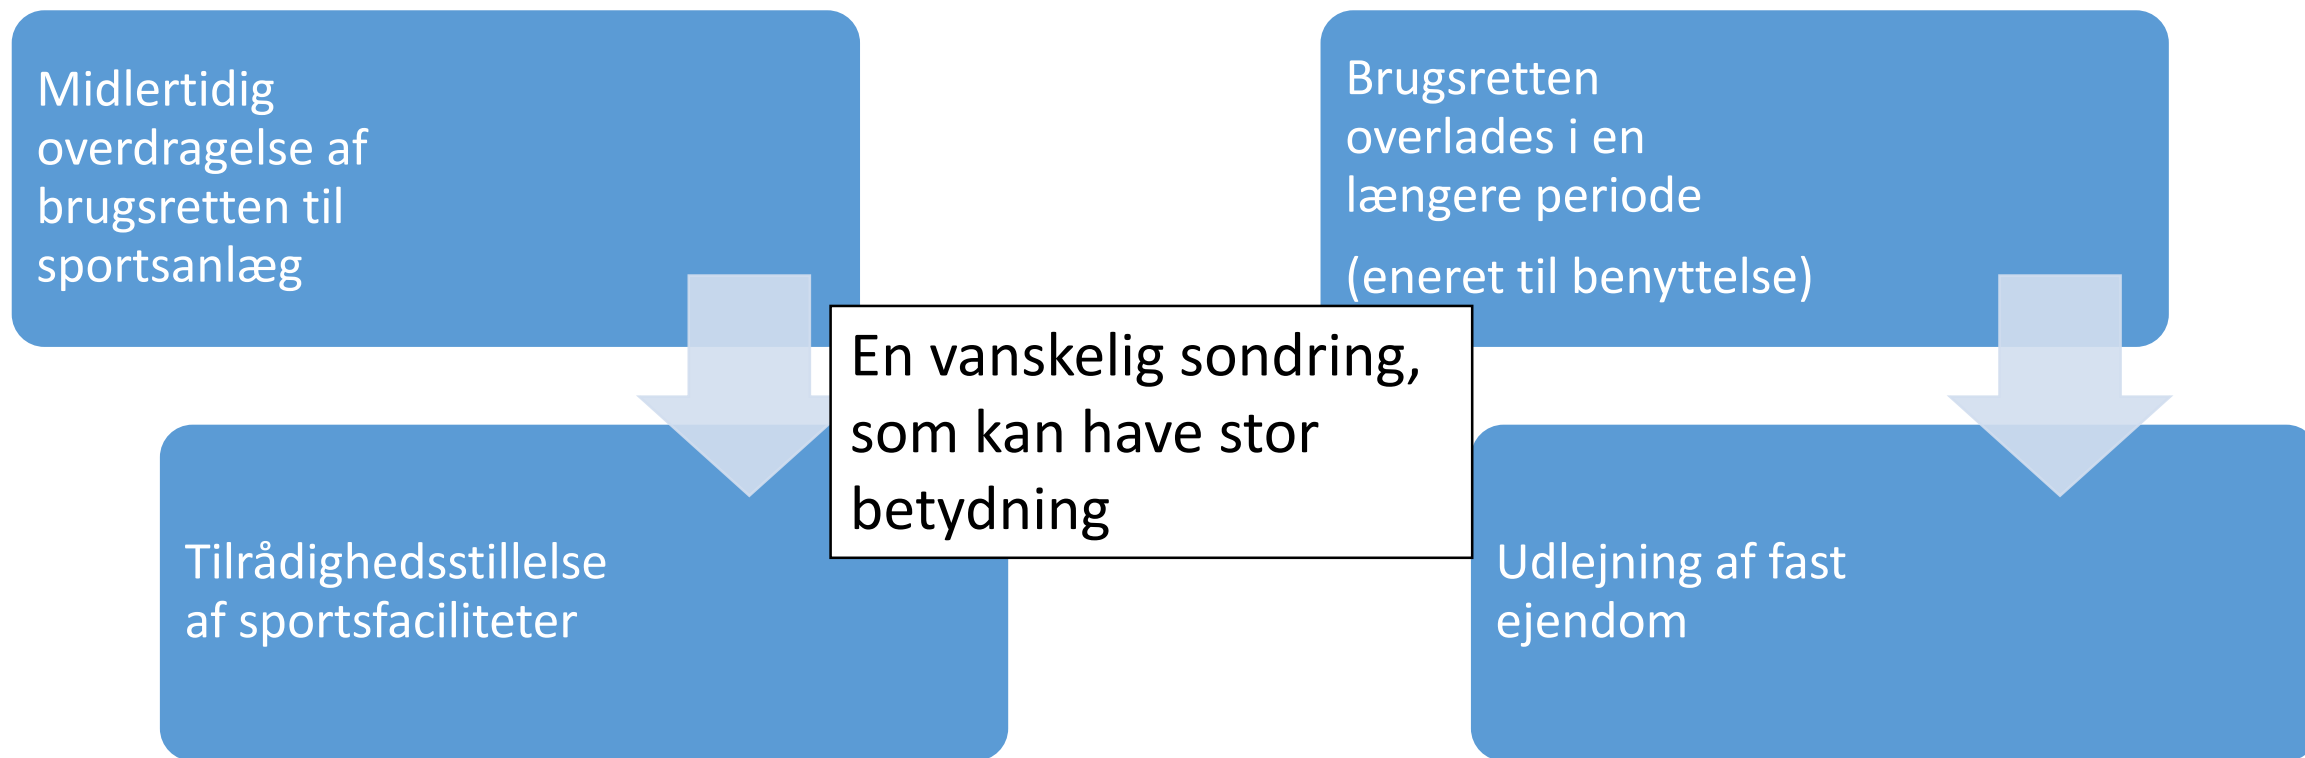 Midlertidig
overdragelse af
brugsretten til
sportsanlæg
Brugsretten
overlades i en
længere periode
(eneret til benyttelse)
En vanskelig sondring,
som kan have stor
betydning
Tilrådighedsstillelse
af sportsfaciliteter
Udlejning af fast
ejendom